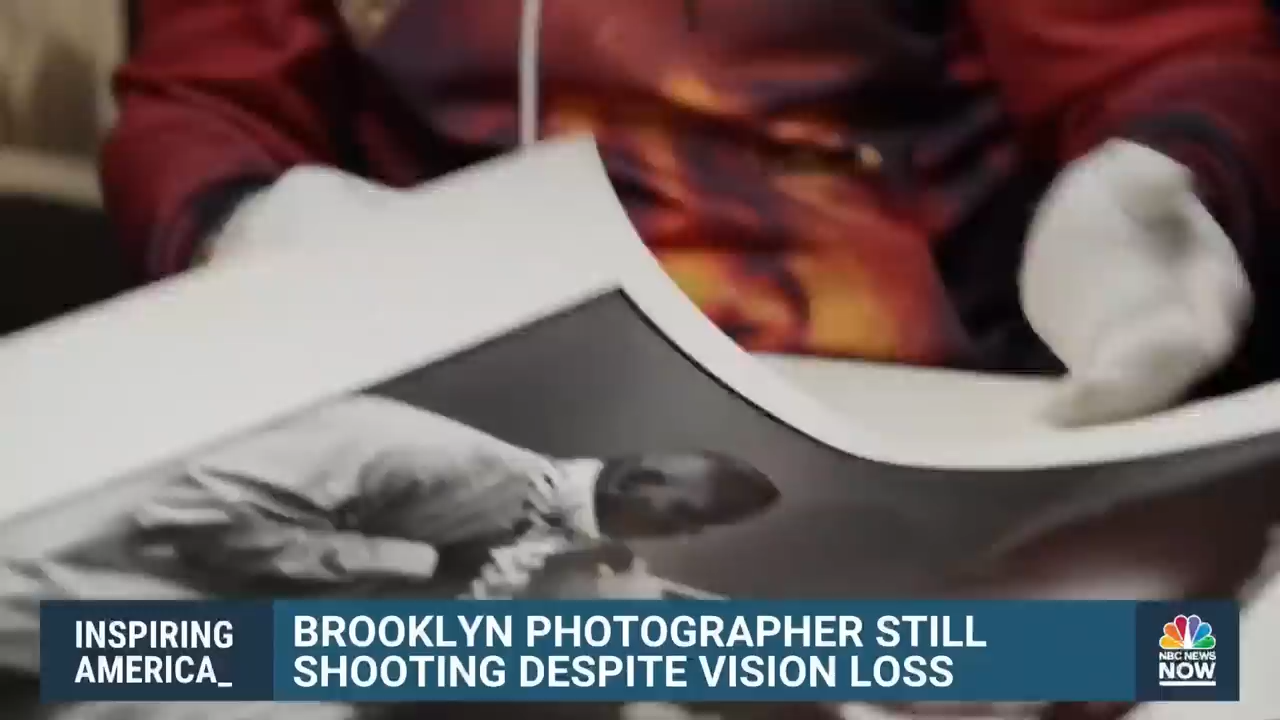 INSPIRING
AMERICA_
BROOKLYN PHOTOGRAPHER STILL
SHOOTING DESPITE VISION LOSS
NBC NEWS
NOW